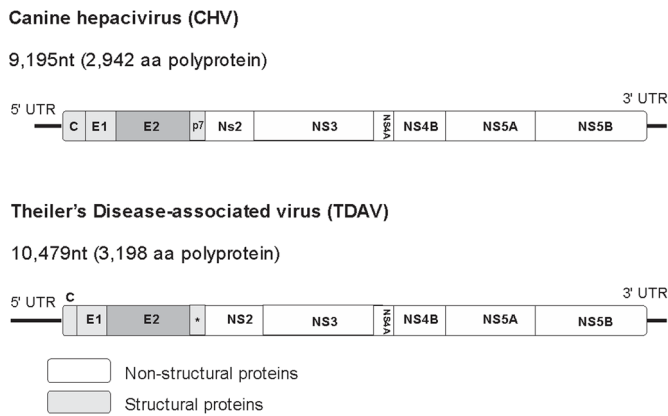 Canine hepacivirus (CHV)
9,195nt (2,942 aa polyprotein)
5' UTR
3' UTR
C E1 E2 p7 Ns2 NS3 NS4A NS4B NS5A NS5B
Theiler's Disease-associated virus (TDAV)
10,479nt (3,198 aa polyprotein)
5' UTR
C
3' UTR
E1 E2 * NS2 NS3 NS4A NS4B NS5A NS5B
Non-structural proteins
Structural proteins